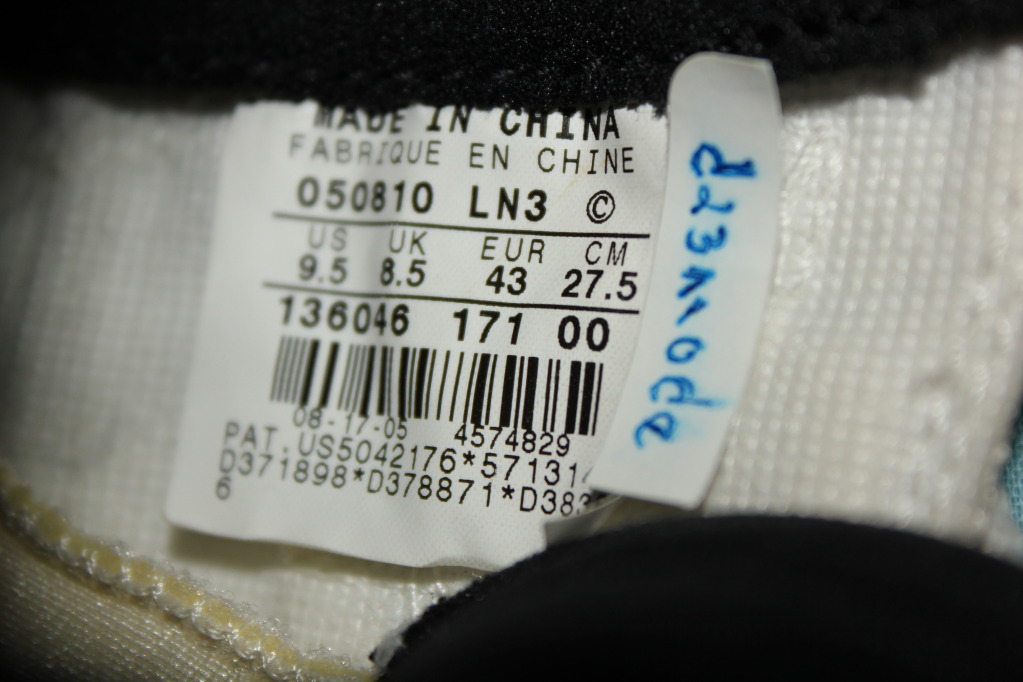 MADE IN CHINA
FABRIQUE EN CHINE
050810 LN3 ©
US UK EUR CM
9.5 8.5 43 27.5
136046 171 00
08-17-05 4574829
PAT. US5042176*57131
D371898*D378871*D383
6